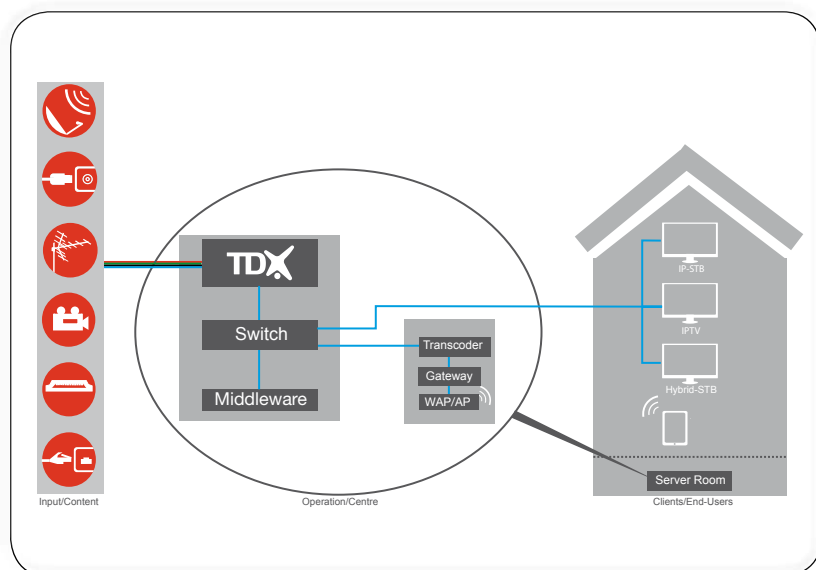 TDX
Switch
Middleware
Transcoder
Gateway
WAP/AP
IP-STB
IPTV
Hybrid-STB
Server Room
Input/Content
Operation/Centre
Clients/End-Users